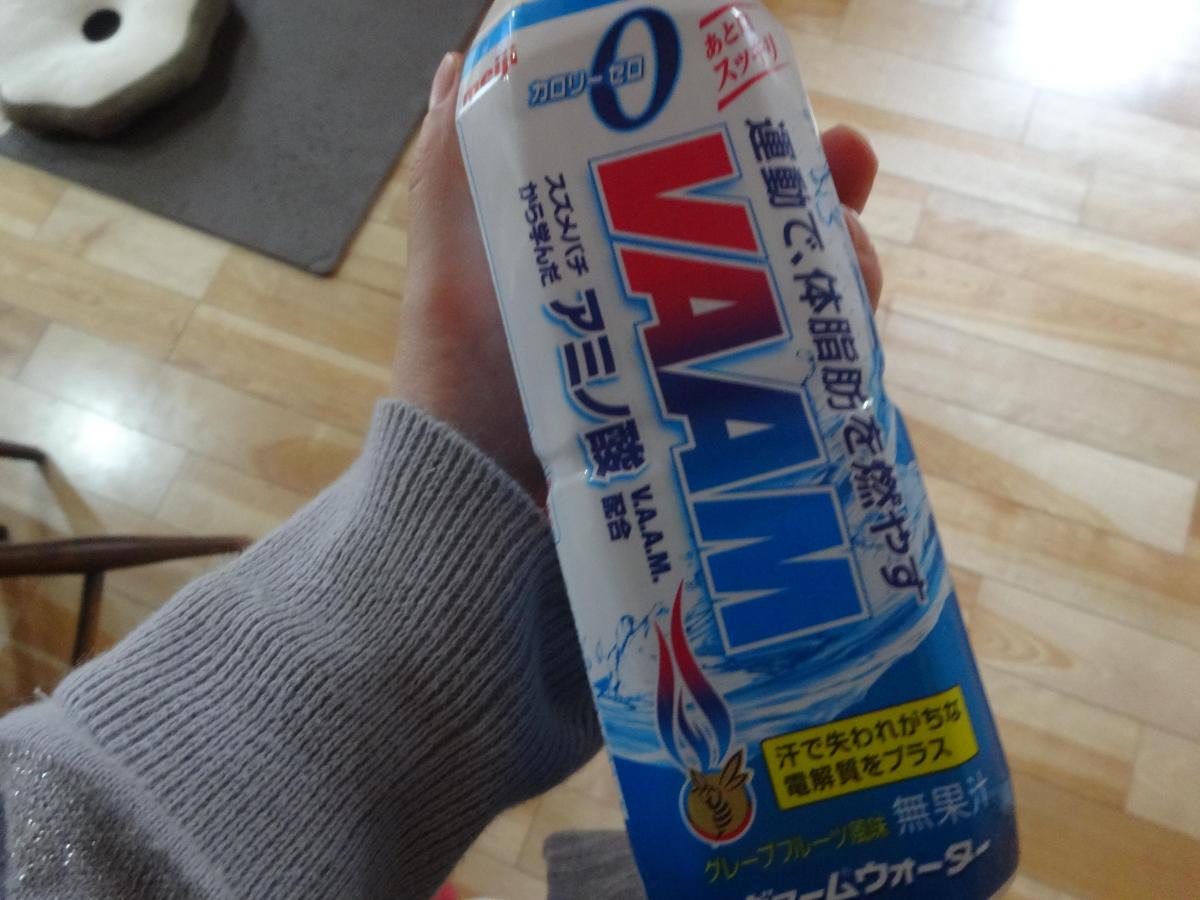 meiji
0
カロリーゼロ
あと味
スッキリ
運動で、体脂肪を燃やす
VAAM
スズメバチ
から学んだ
アミノ酸
V.A.A.M.
配合
汗で失われがちな
電解質をプラス
グレープフルーツ風味
無果汁
ヴァームウォーター